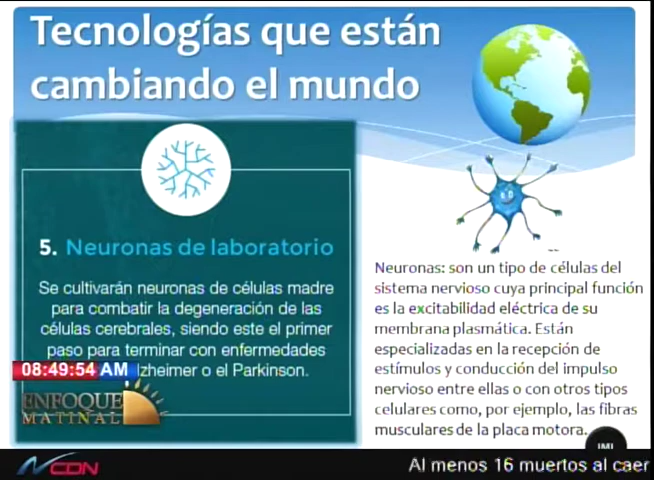 Tecnologías que están
cambiando el mundo
5. Neuronas de laboratorio
Se cultivarán neuronas de células madre
para combatir la degeneración de las
células cerebrales, siendo este el primer
paso para terminar con enfermedades
lzheimer o el Parkinson.
Neuronas: son un tipo de células del
sistema nervioso cuya principal función
es la excitabilidad eléctrica de su
membrana plasmática. Están
especializadas en la recepción de
estímulos y conducción del impulso
nervioso entre ellas o con otros tipos
celulares como, por ejemplo, las fibras
musculares de la placa motora.
08:49:54 AM
ENFOQUE
MATINAL
CDN
Al menos 16 muertos al caer